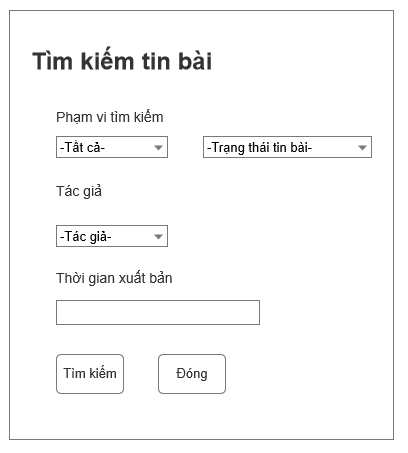 Tìm kiếm tin bài
Phạm vi tìm kiếm
-Tất cả- -Trạng thái tin bài-
Tác giả
-Tác giả-
Thời gian xuất bản
Tìm kiếm Đóng